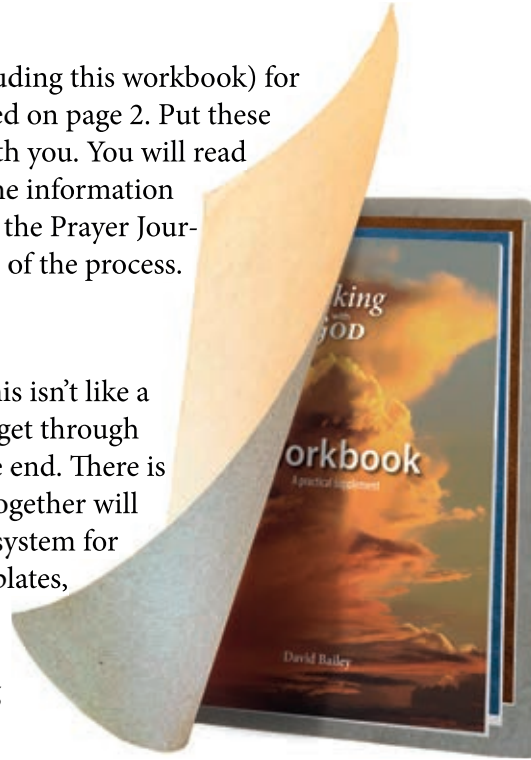 uding this workbook) for
ed on page 2. Put these
th you. You will read
ne information
the Prayer Jour-
of the process.
his isn't like a
get through
e end. There is
ogether will
system for
plates,
king
with
GOD
orkbook
A practical supplement
David Bailey